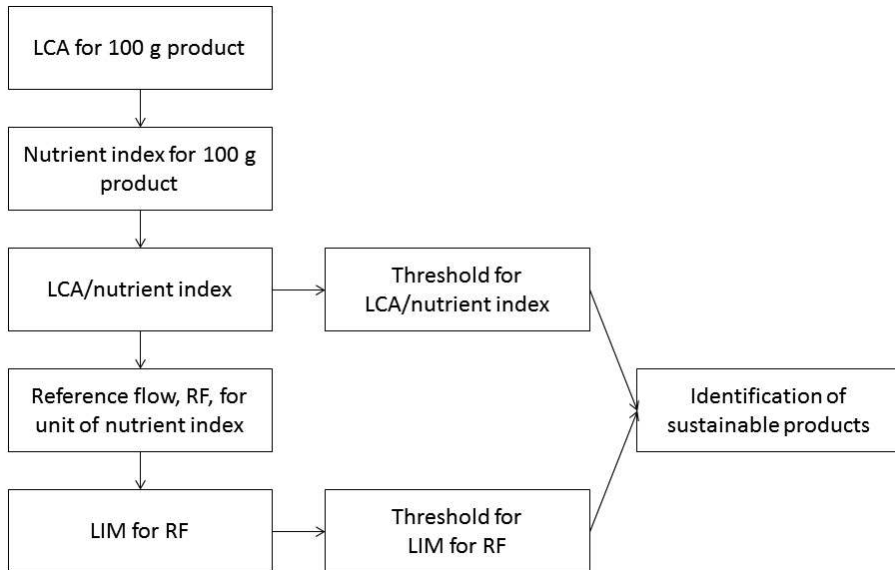 LCA for 100 g product
Nutrient index for 100 g
product
LCA/nutrient index
Threshold for
LCA/nutrient index
Reference flow, RF, for
unit of nutrient index
Identification of
sustainable products
LIM for RF
Threshold for
LIM for RF